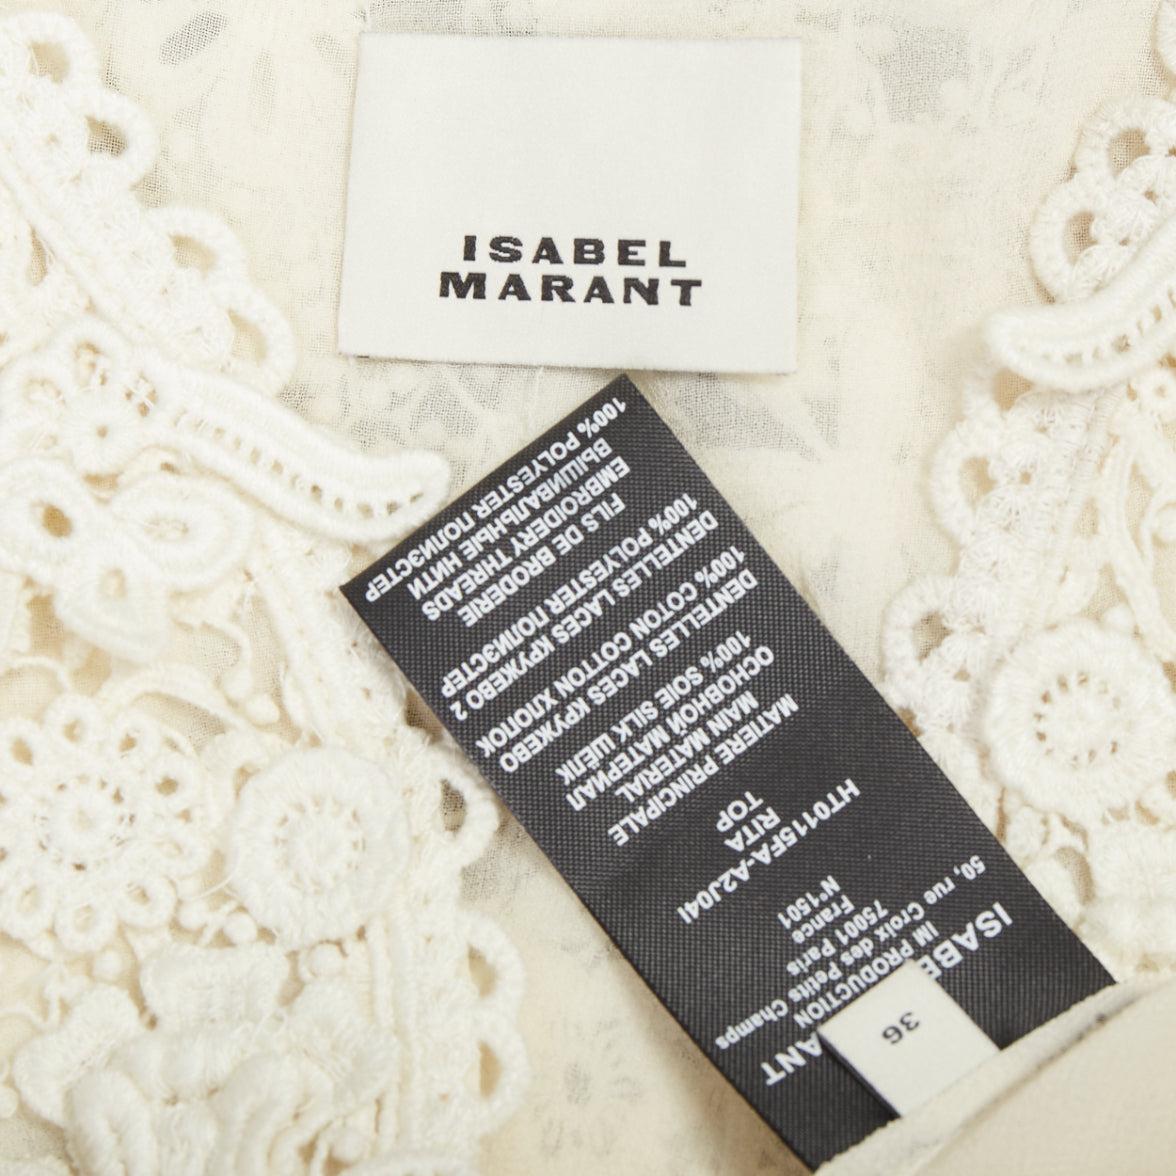 ISABEL
MARANT
ISABE ANT
IM PRODUCTION
50, rue Croix des Petits Champs
75001 Paris
France
N°1501
HT0115FA-A2J04I
RITA
TOP
MATIERE PRINCIPALE
MAIN MATERIAL
ОСНОВНОЙ МАТЕРИАЛ
100% SOIE SILK ШЁЛК
DENTELLES LACES КРУЖЕВО
100% COTON COTTON ХЛОПОК
DENTELLES LACES КРУЖЕВО 2
100% POLYESTER ПОЛИЭСТЕР
FILS DE BRODERIE
EMBROIDERY THREADS
ВЫШИВАЛЬНЫЕ НИТИ
100% POLYESTER ПОЛИЭСТЕР
36